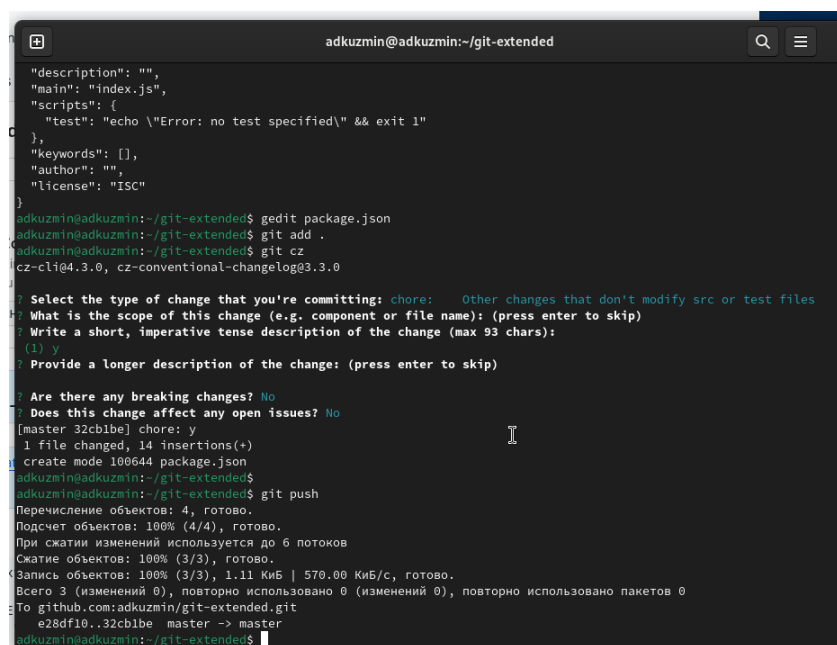 adkuzmin@adkuzmin:~/git-extended
  "description": "",
  "main": "index.js",
  "scripts": {
    "test": "echo \"Error: no test specified\" && exit 1"
  },
  "keywords": [],
  "author": "",
  "license": "ISC"
}
adkuzmin@adkuzmin:~/git-extended$ gedit package.json
adkuzmin@adkuzmin:~/git-extended$ git add .
adkuzmin@adkuzmin:~/git-extended$ git cz
cz-cli@4.3.0, cz-conventional-changelog@3.3.0

? Select the type of change that you're committing: chore:    Other changes that don't modify src or test files
? What is the scope of this change (e.g. component or file name): (press enter to skip)
? Write a short, imperative tense description of the change (max 93 chars):
 (1) y
? Provide a longer description of the change: (press enter to skip)

? Are there any breaking changes? No
? Does this change affect any open issues? No
[master 32cb1be] chore: y
 1 file changed, 14 insertions(+)
 create mode 100644 package.json
adkuzmin@adkuzmin:~/git-extended$
adkuzmin@adkuzmin:~/git-extended$ git push
Перечисление объектов: 4, готово.
Подсчет объектов: 100% (4/4), готово.
При сжатии изменений используется до 6 потоков
Сжатие объектов: 100% (3/3), готово.
Запись объектов: 100% (3/3), 1.11 КиБ | 570.00 КиБ/с, готово.
Всего 3 (изменений 0), повторно использовано 0 (изменений 0), повторно использовано пакетов 0
To github.com:adkuzmin/git-extended.git
   e28df10..32cb1be  master -> master
adkuzmin@adkuzmin:~/git-extended$